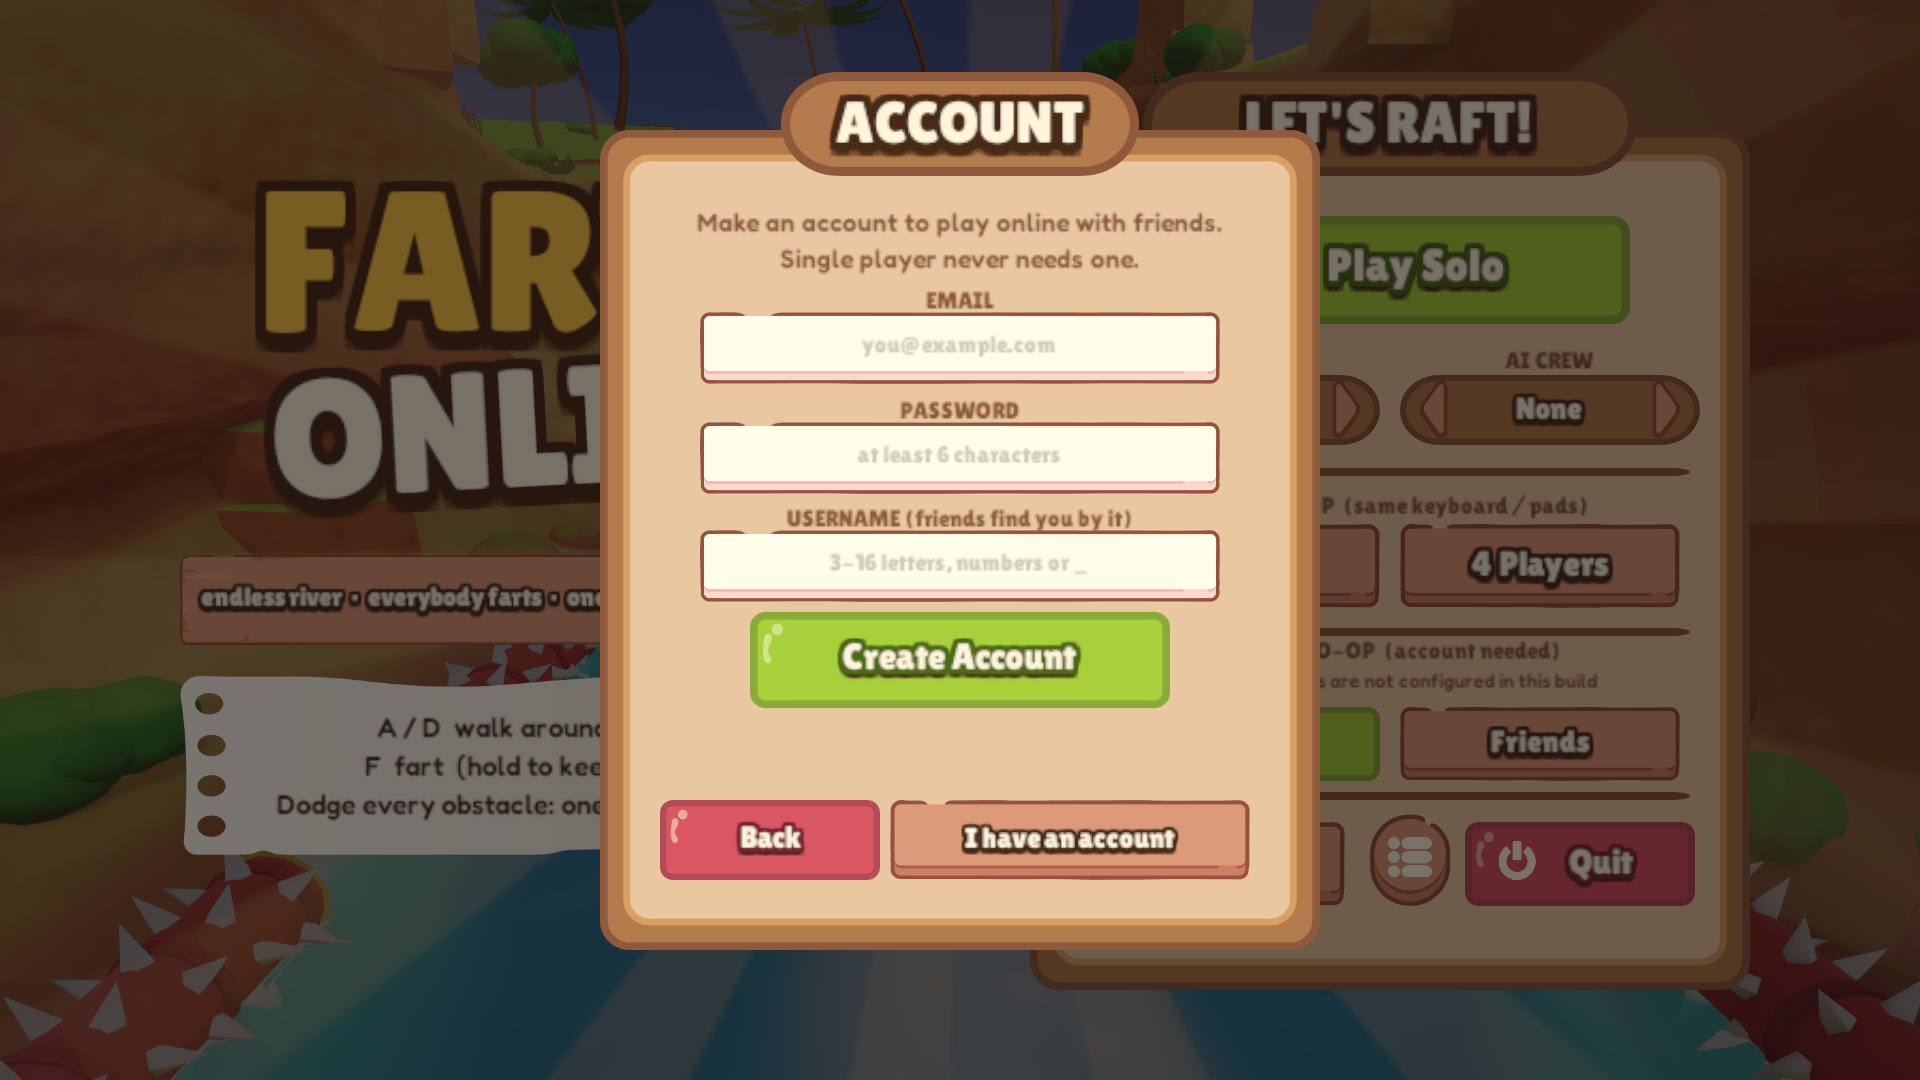 ACCOUNT
LET'S RAFT!
Make an account to play online with friends.
Single player never needs one.
EMAIL
you@example.com
PASSWORD
at least 6 characters
USERNAME (friends find you by it)
3-16 letters, numbers or _
Create Account
Back
I have an account
FAR
ONLI
endless river • everybody farts • one
A / D walk around
F fart (hold to kee
Dodge every obstacle: one
Play Solo
AI CREW
None
P (same keyboard / pads)
4 Players
O-OP (account needed)
s are not configured in this build
Friends
Quit